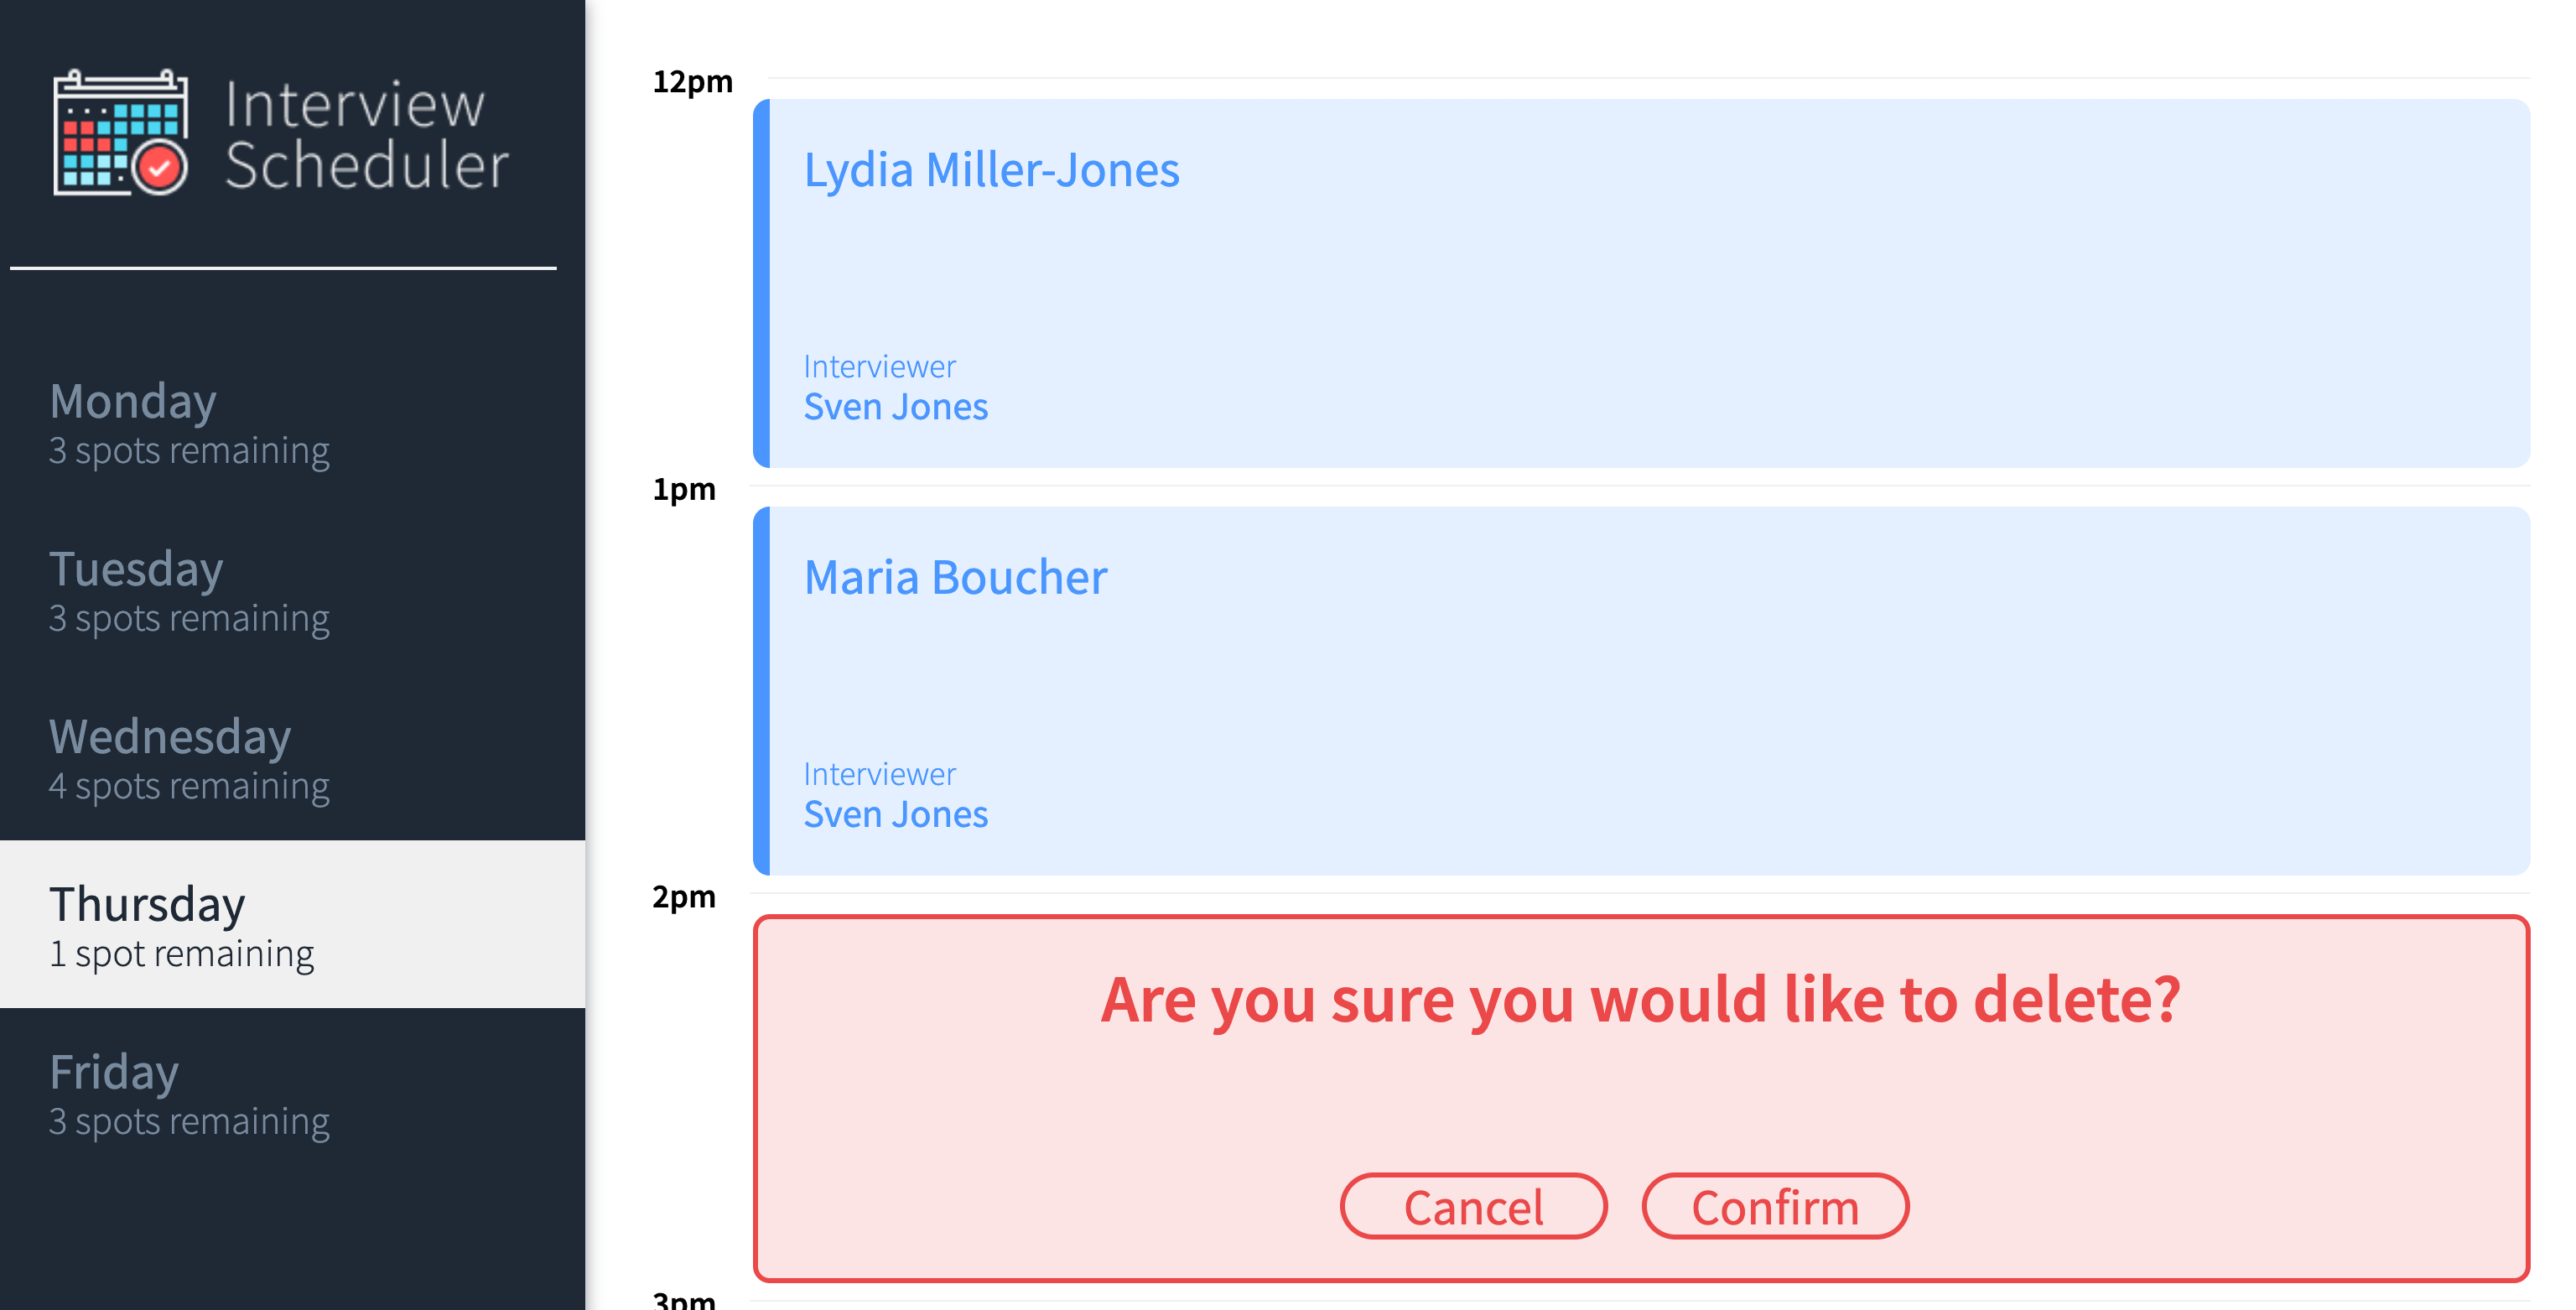 Interview
Scheduler
Monday
3 spots remaining
Tuesday
3 spots remaining
Wednesday
4 spots remaining
Thursday
1 spot remaining
Friday
3 spots remaining
12pm
Lydia Miller-Jones
Interviewer
Sven Jones
1pm
Maria Boucher
Interviewer
Sven Jones
2pm
Are you sure you would like to delete?
Cancel Confirm
3pm